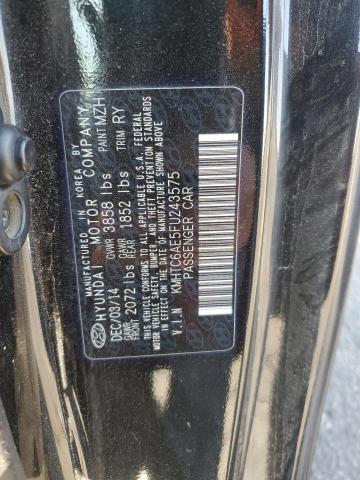 MANUFACTURED IN KOREA BY
HYUNDAI MOTOR COMPANY
DEC/03/14 GVWR 3858 lbs PAINT MZH
GAWR FRONT 2072 lbs GAWR REAR 1852 lbs TRIM RY
THIS VEHICLE CONFORMS TO ALL APPLICABLE U.S.A. FEDERAL
MOTOR VEHICLE SAFETY, BUMPER, AND THEFT PREVENTION STANDARDS
IN EFFECT ON THE DATE OF MANUFACTURE SHOWN ABOVE.
V.I.N KMHTC6AE5FU243575
PASSENGER CAR